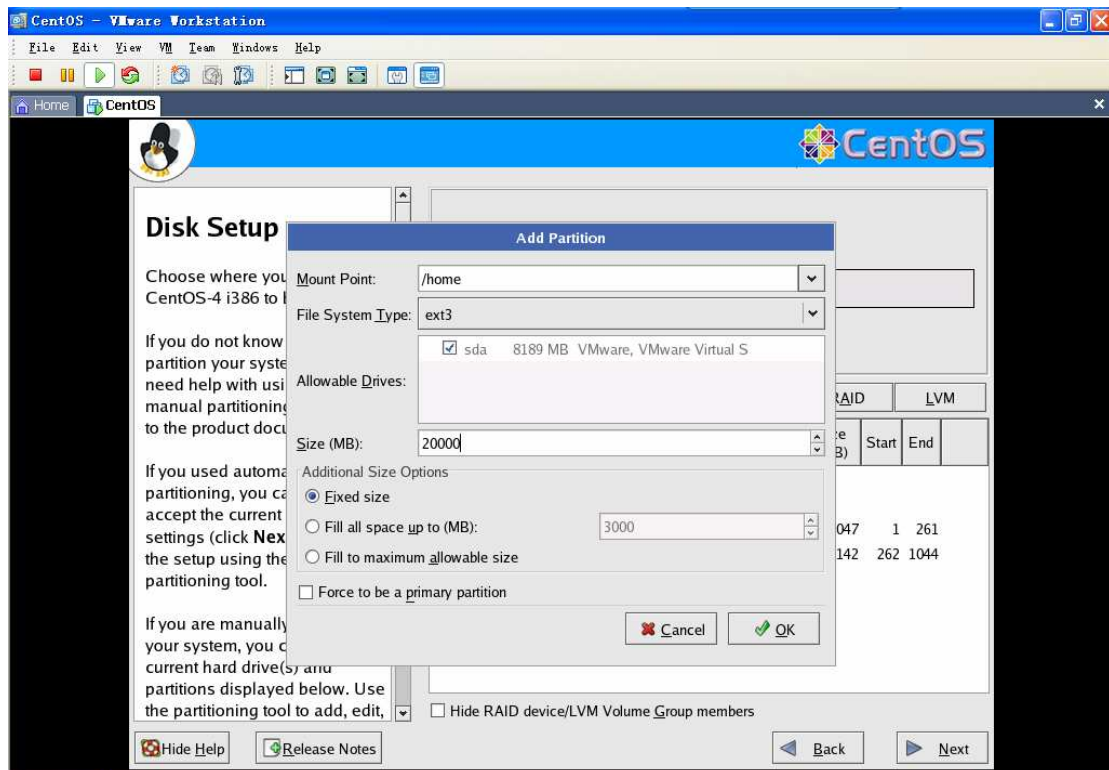 CentOS - VMware Workstation
File Edit View VM Team Windows Help
Home CentOS
CentOS
Disk Setup
Choose where you
CentOS-4 i386 to
If you do not know
partition your syste
need help with usi
manual partitioning
to the product docu
If you used automa
partitioning, you ca
accept the current
settings (click Nex
the setup using the
partitioning tool.
If you are manually
your system, you c
current hard drive(s) and
partitions displayed below. Use
the partitioning tool to add, edit,
Add Partition
Mount Point: /home
File System Type: ext3
Allowable Drives:
sda 8189 MB VMware, VMware Virtual S
Size (MB): 20000
Additional Size Options
Fixed size
Fill all space up to (MB): 3000
Fill to maximum allowable size
Force to be a primary partition
Cancel OK
RAID LVM
Start End
047 1 261
142 262 1044
Hide RAID device/LVM Volume Group members
Hide Help Release Notes Back Next